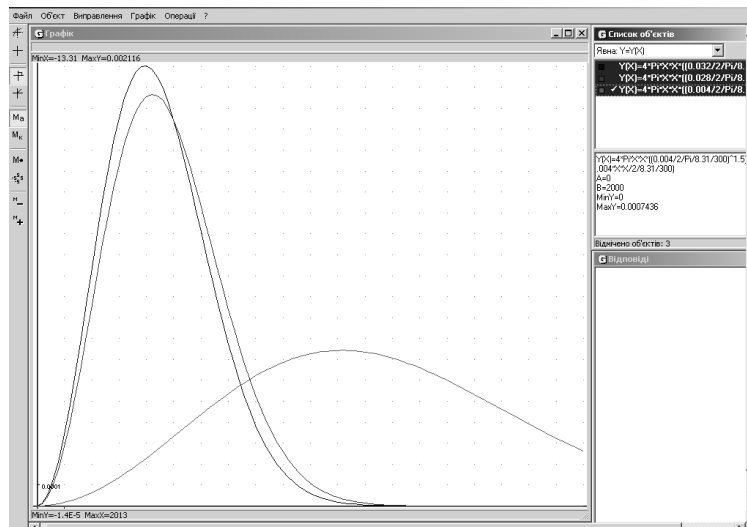 Файл Об'єкт Виправлення Графік Операції ?
Графік
MinX=-13.31 MaxY=0.002116
0.0001
MinY=-1.4E-5 MaxX=2013
Список об'єктів
Явна: Y=Y(X)
Y(X)=4*Pi*X*X*((0.032/2/Pi/8.
Y(X)=4*Pi*X*X*((0.028/2/Pi/8.
Y(X)=4*Pi*X*X*((0.004/2/Pi/8.
Y(X)=4*Pi*X*X*((0.004/2/Pi/8.31/300)^1.5)
.004*X*X/2/8.31/300)
A=0
B=2000
MinY=0
MaxY=0.0007436
Відмічено об'єктів: 3
Відповіді